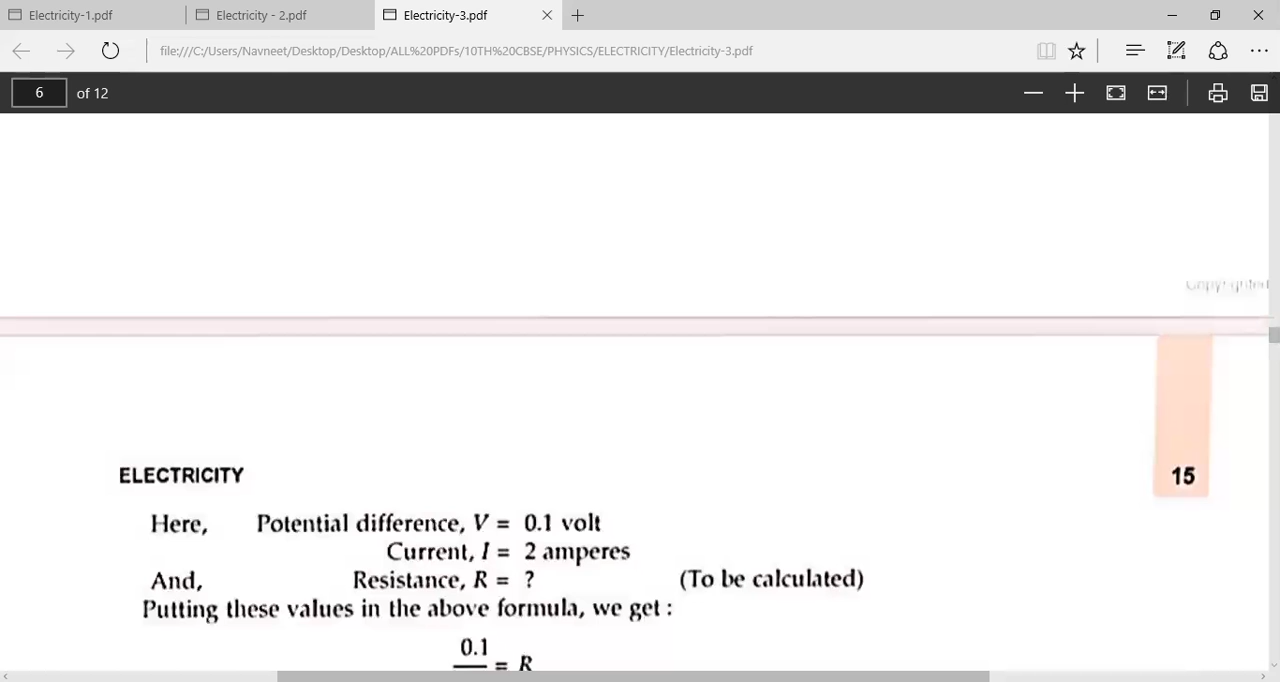 Electricity-1.pdf
Electricity - 2.pdf
Electricity-3.pdf
file:///C:/Users/Navneet/Desktop/Desktop/ALL%20PDFs/10TH%20CBSE/PHYSICS/ELECTRICITY/Electricity-3.pdf
6 of 12
Copyrighted
ELECTRICITY
15
Here, Potential difference, V = 0.1 volt
Current, I = 2 amperes
And, Resistance, R = ? (To be calculated)
Putting these values in the above formula, we get :
0.1
= R